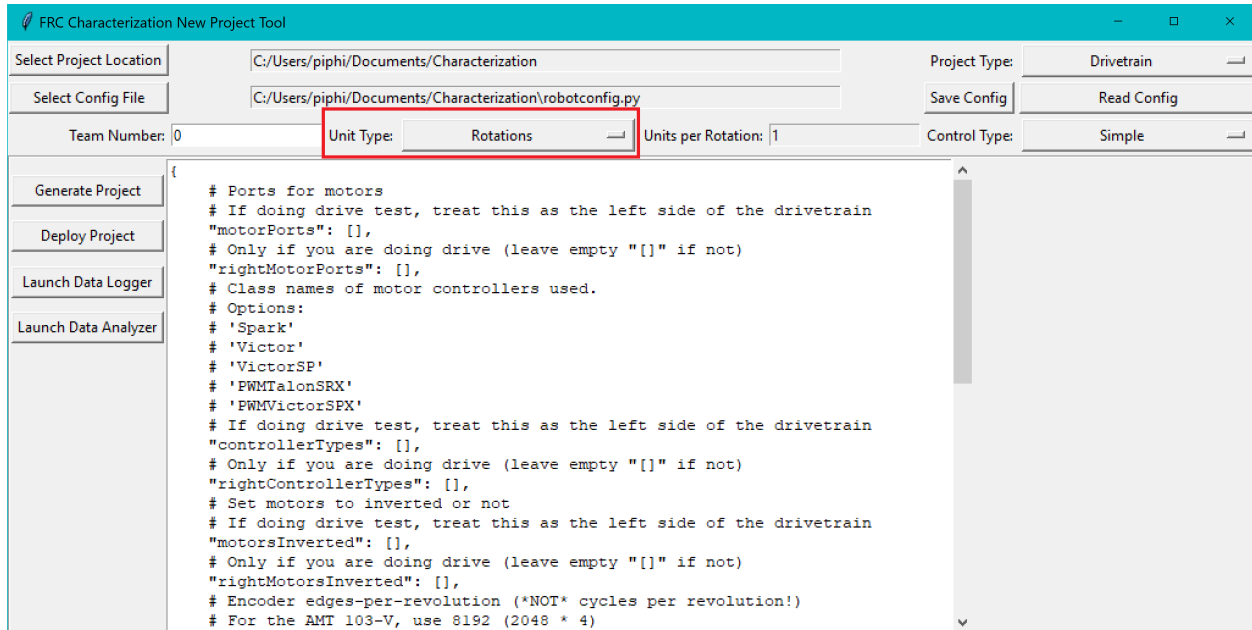 FRC Characterization New Project Tool
Select Project Location C:/Users/piphi/Documents/Characterization Project Type: Drivetrain
Select Config File C:/Users/piphi/Documents/Characterization\robotconfig.py Save Config Read Config
Team Number: 0 Unit Type: Rotations Units per Rotation: 1 Control Type: Simple
Generate Project
Deploy Project
Launch Data Logger
Launch Data Analyzer
{
# Ports for motors
# If doing drive test, treat this as the left side of the drivetrain
"motorPorts": [],
# Only if you are doing drive (leave empty "[]" if not)
"rightMotorPorts": [],
# Class names of motor controllers used.
# Options:
# 'Spark'
# 'Victor'
# 'VictorSP'
# 'PWMTalonSRX'
# 'PWMVictorSPX'
# If doing drive test, treat this as the left side of the drivetrain
"controllerTypes": [],
# Only if you are doing drive (leave empty "[]" if not)
"rightControllerTypes": [],
# Set motors to inverted or not
# If doing drive test, treat this as the left side of the drivetrain
"motorsInverted": [],
# Only if you are doing drive (leave empty "[]" if not)
"rightMotorsInverted": [],
# Encoder edges-per-revolution (*NOT* cycles per revolution!)
# For the AMT 103-V, use 8192 (2048 * 4)